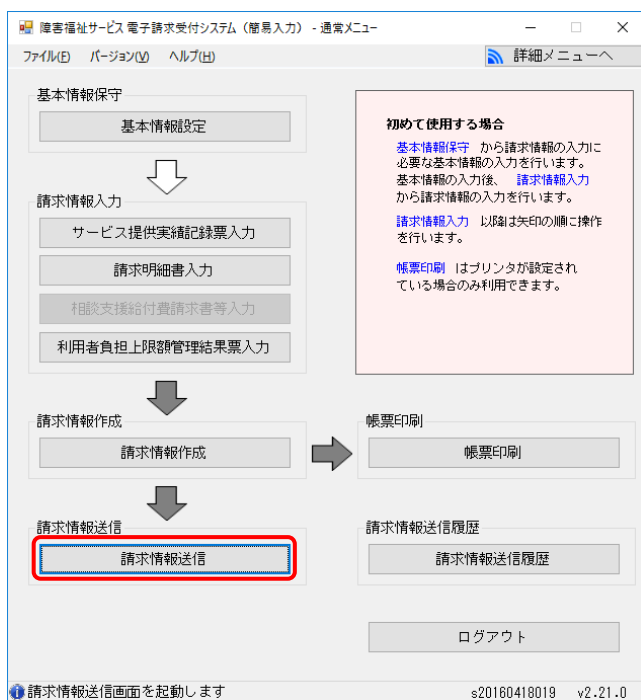 障害福祉サービス 電子請求受付システム（簡易入力） - 通常メニュー
ファイル(F) バージョン(V) ヘルプ(H)
詳細メニューへ
基本情報保守
基本情報設定
請求情報入力
サービス提供実績記録票入力
請求明細書入力
相談支援給付費請求書等入力
利用者負担上限額管理結果票入力
初めて使用する場合
基本情報保守 から請求情報の入力に
必要な基本情報の入力を行います。
基本情報の入力後、 請求情報入力
から請求情報の入力を行います。
請求情報入力 以降は矢印の順に操作
を行います。
帳票印刷 はプリンタが設定され
ている場合のみ利用できます。
請求情報作成
請求情報作成
帳票印刷
帳票印刷
請求情報送信
請求情報送信
請求情報送信履歴
請求情報送信履歴
ログアウト
請求情報送信画面を起動します
s20160418019 v2.21.0